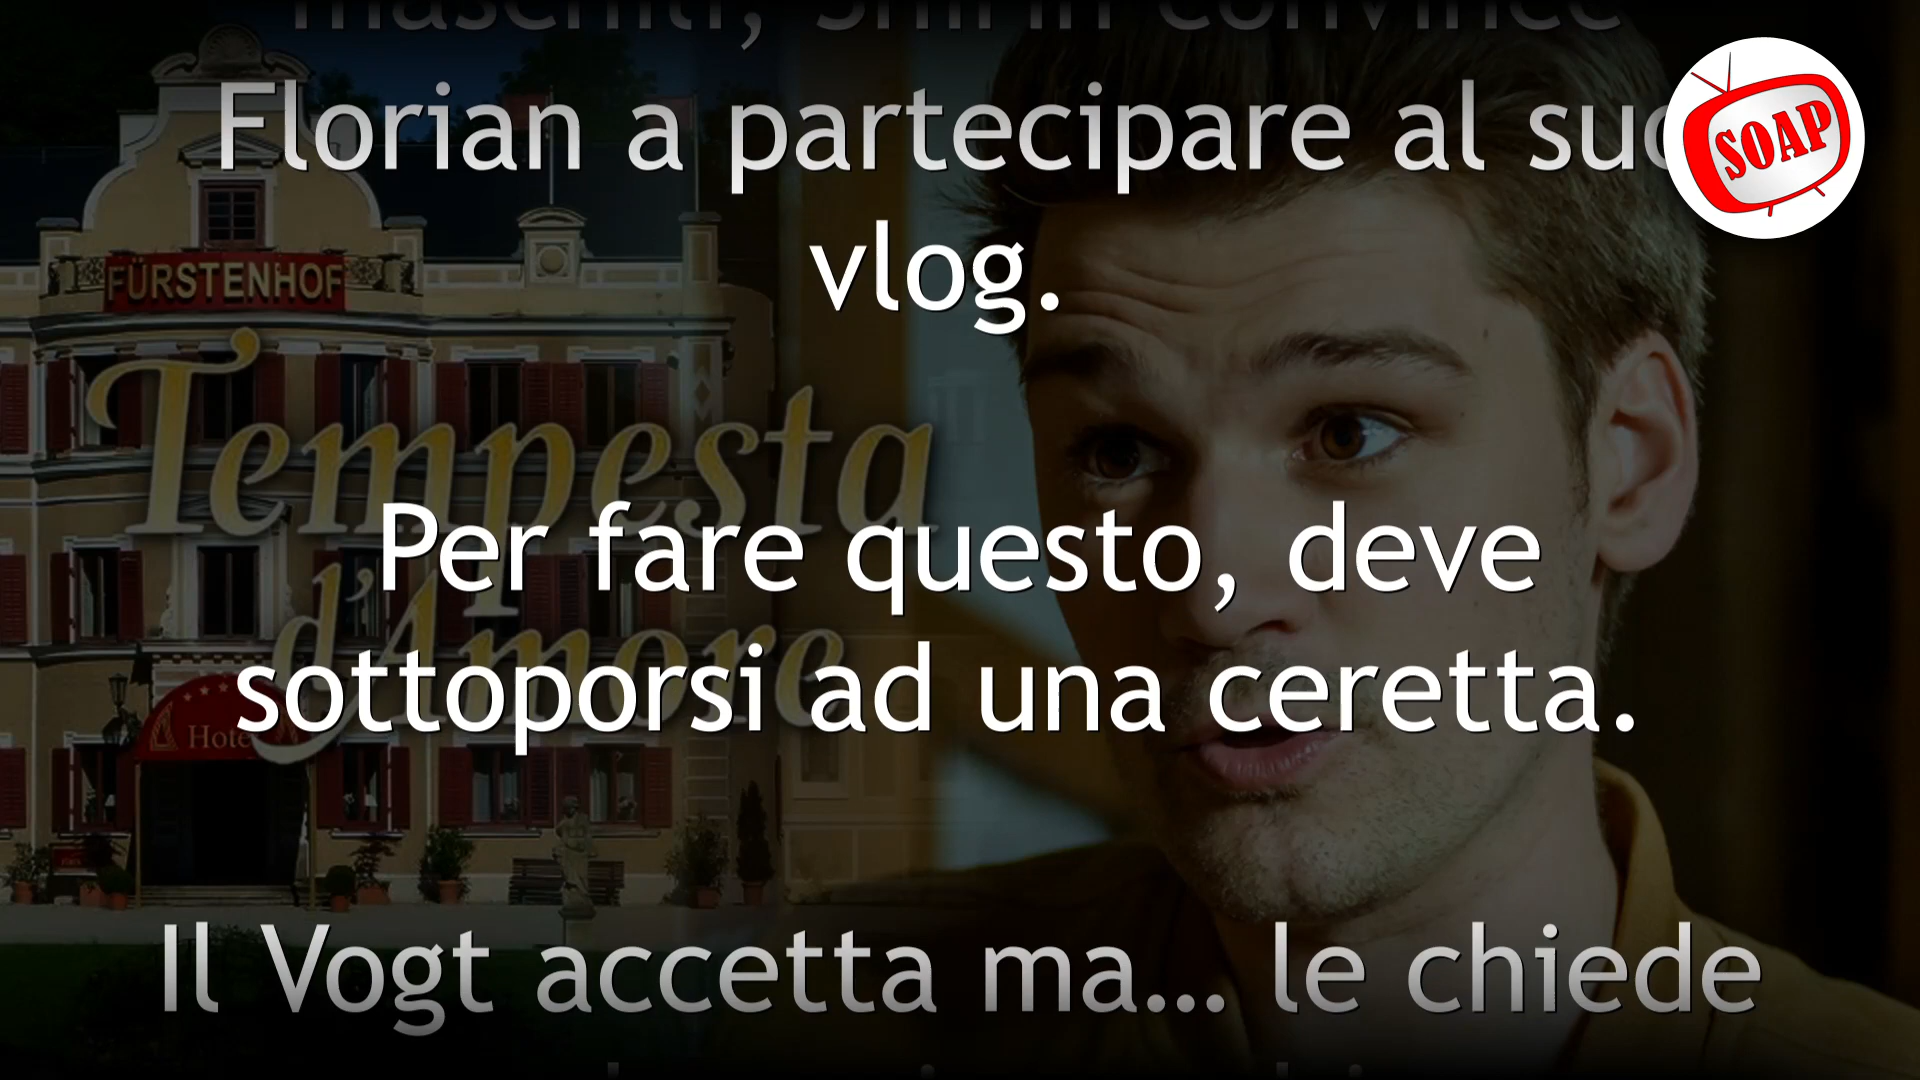 Florian a partecipare al suo
vlog.
Per fare questo, deve
sottoporsi ad una ceretta.
Il Vogt accetta ma... le chiede
SOAP
FÜRSTENHOF
Tempesta
d'Amore
Hotel